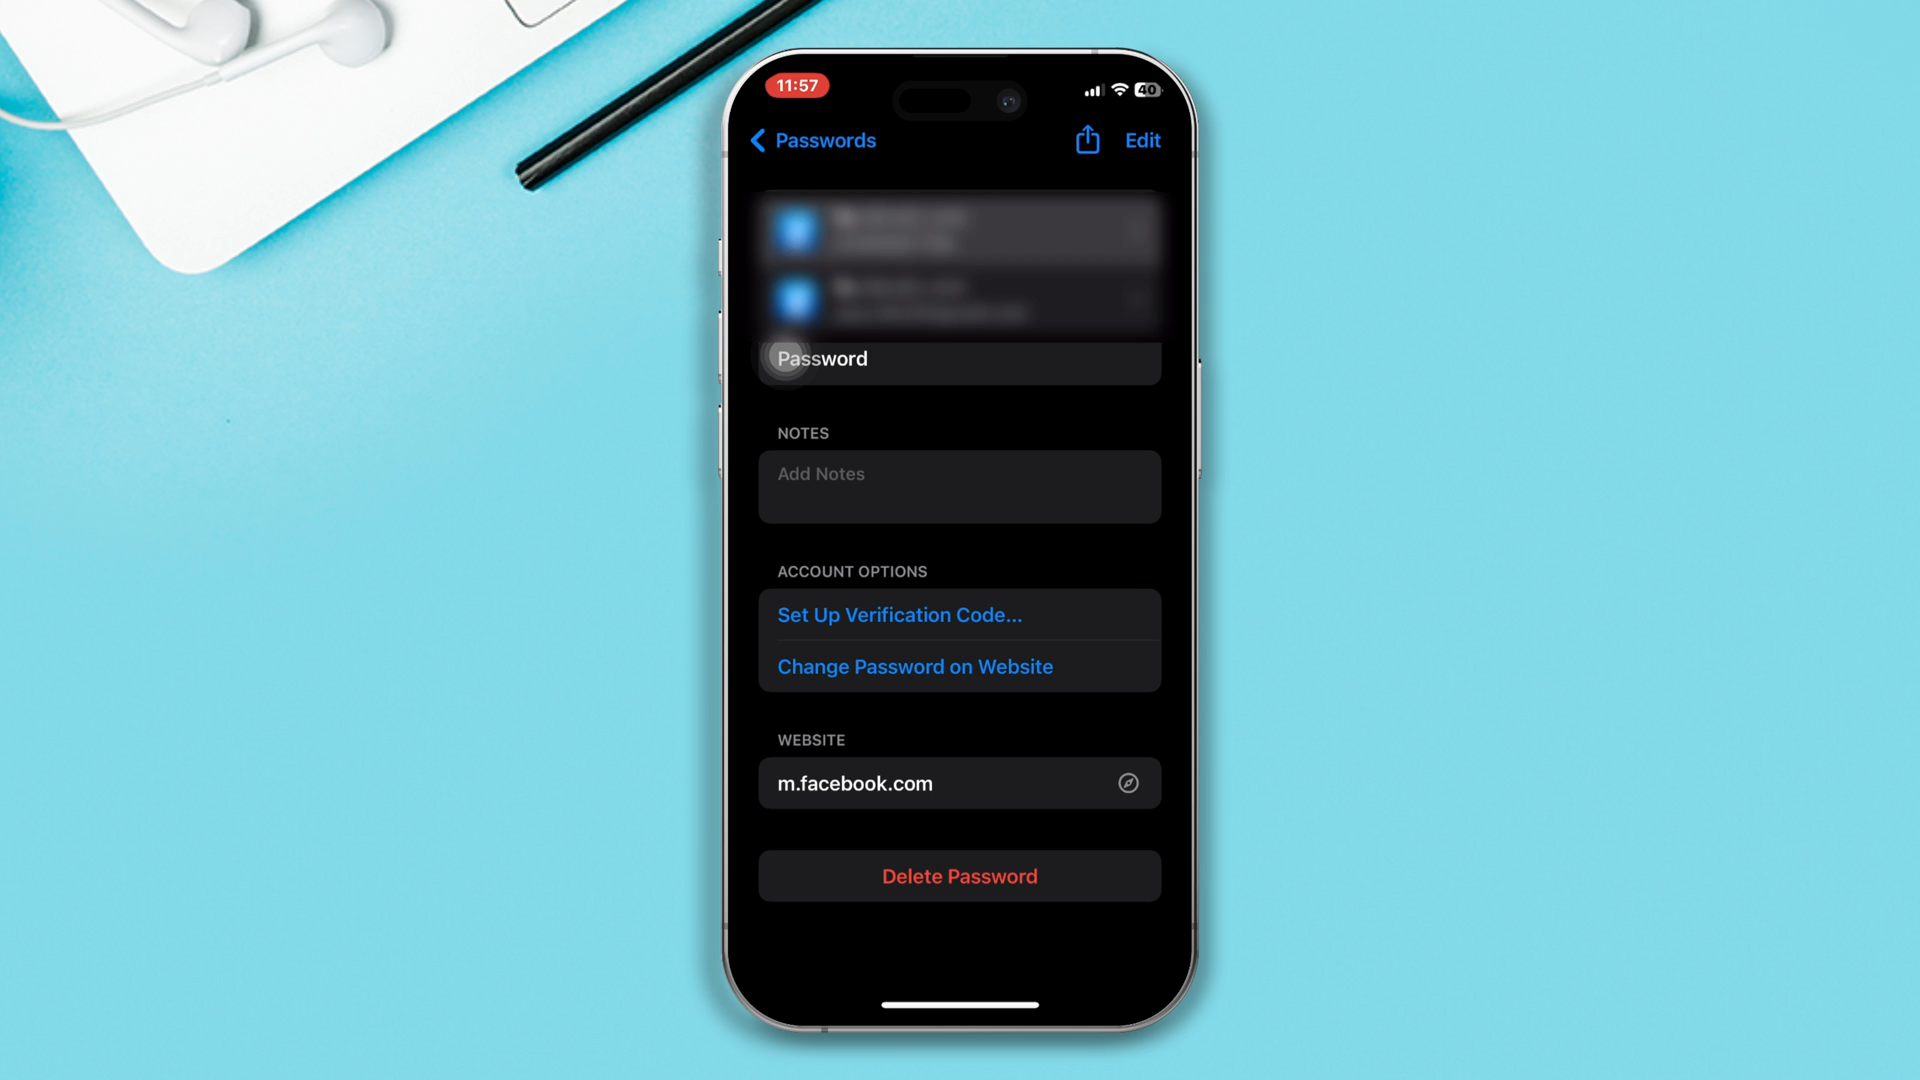 11:57
40
Passwords
Edit
Password
NOTES
Add Notes
ACCOUNT OPTIONS
Set Up Verification Code...
Change Password on Website
WEBSITE
m.facebook.com
Delete Password